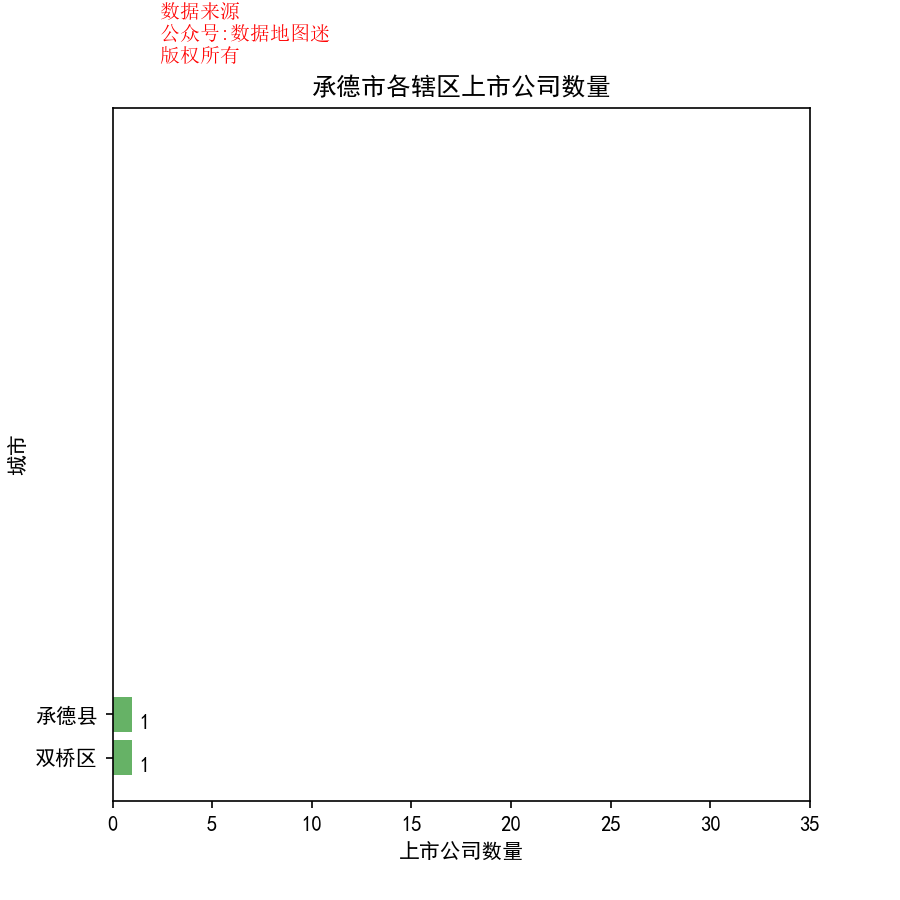 数据来源
公众号:数据地图迷
版权所有
承德市各辖区上市公司数量
城市
承德县
1
双桥区
1
0 5 10 15 20 25 30 35
上市公司数量